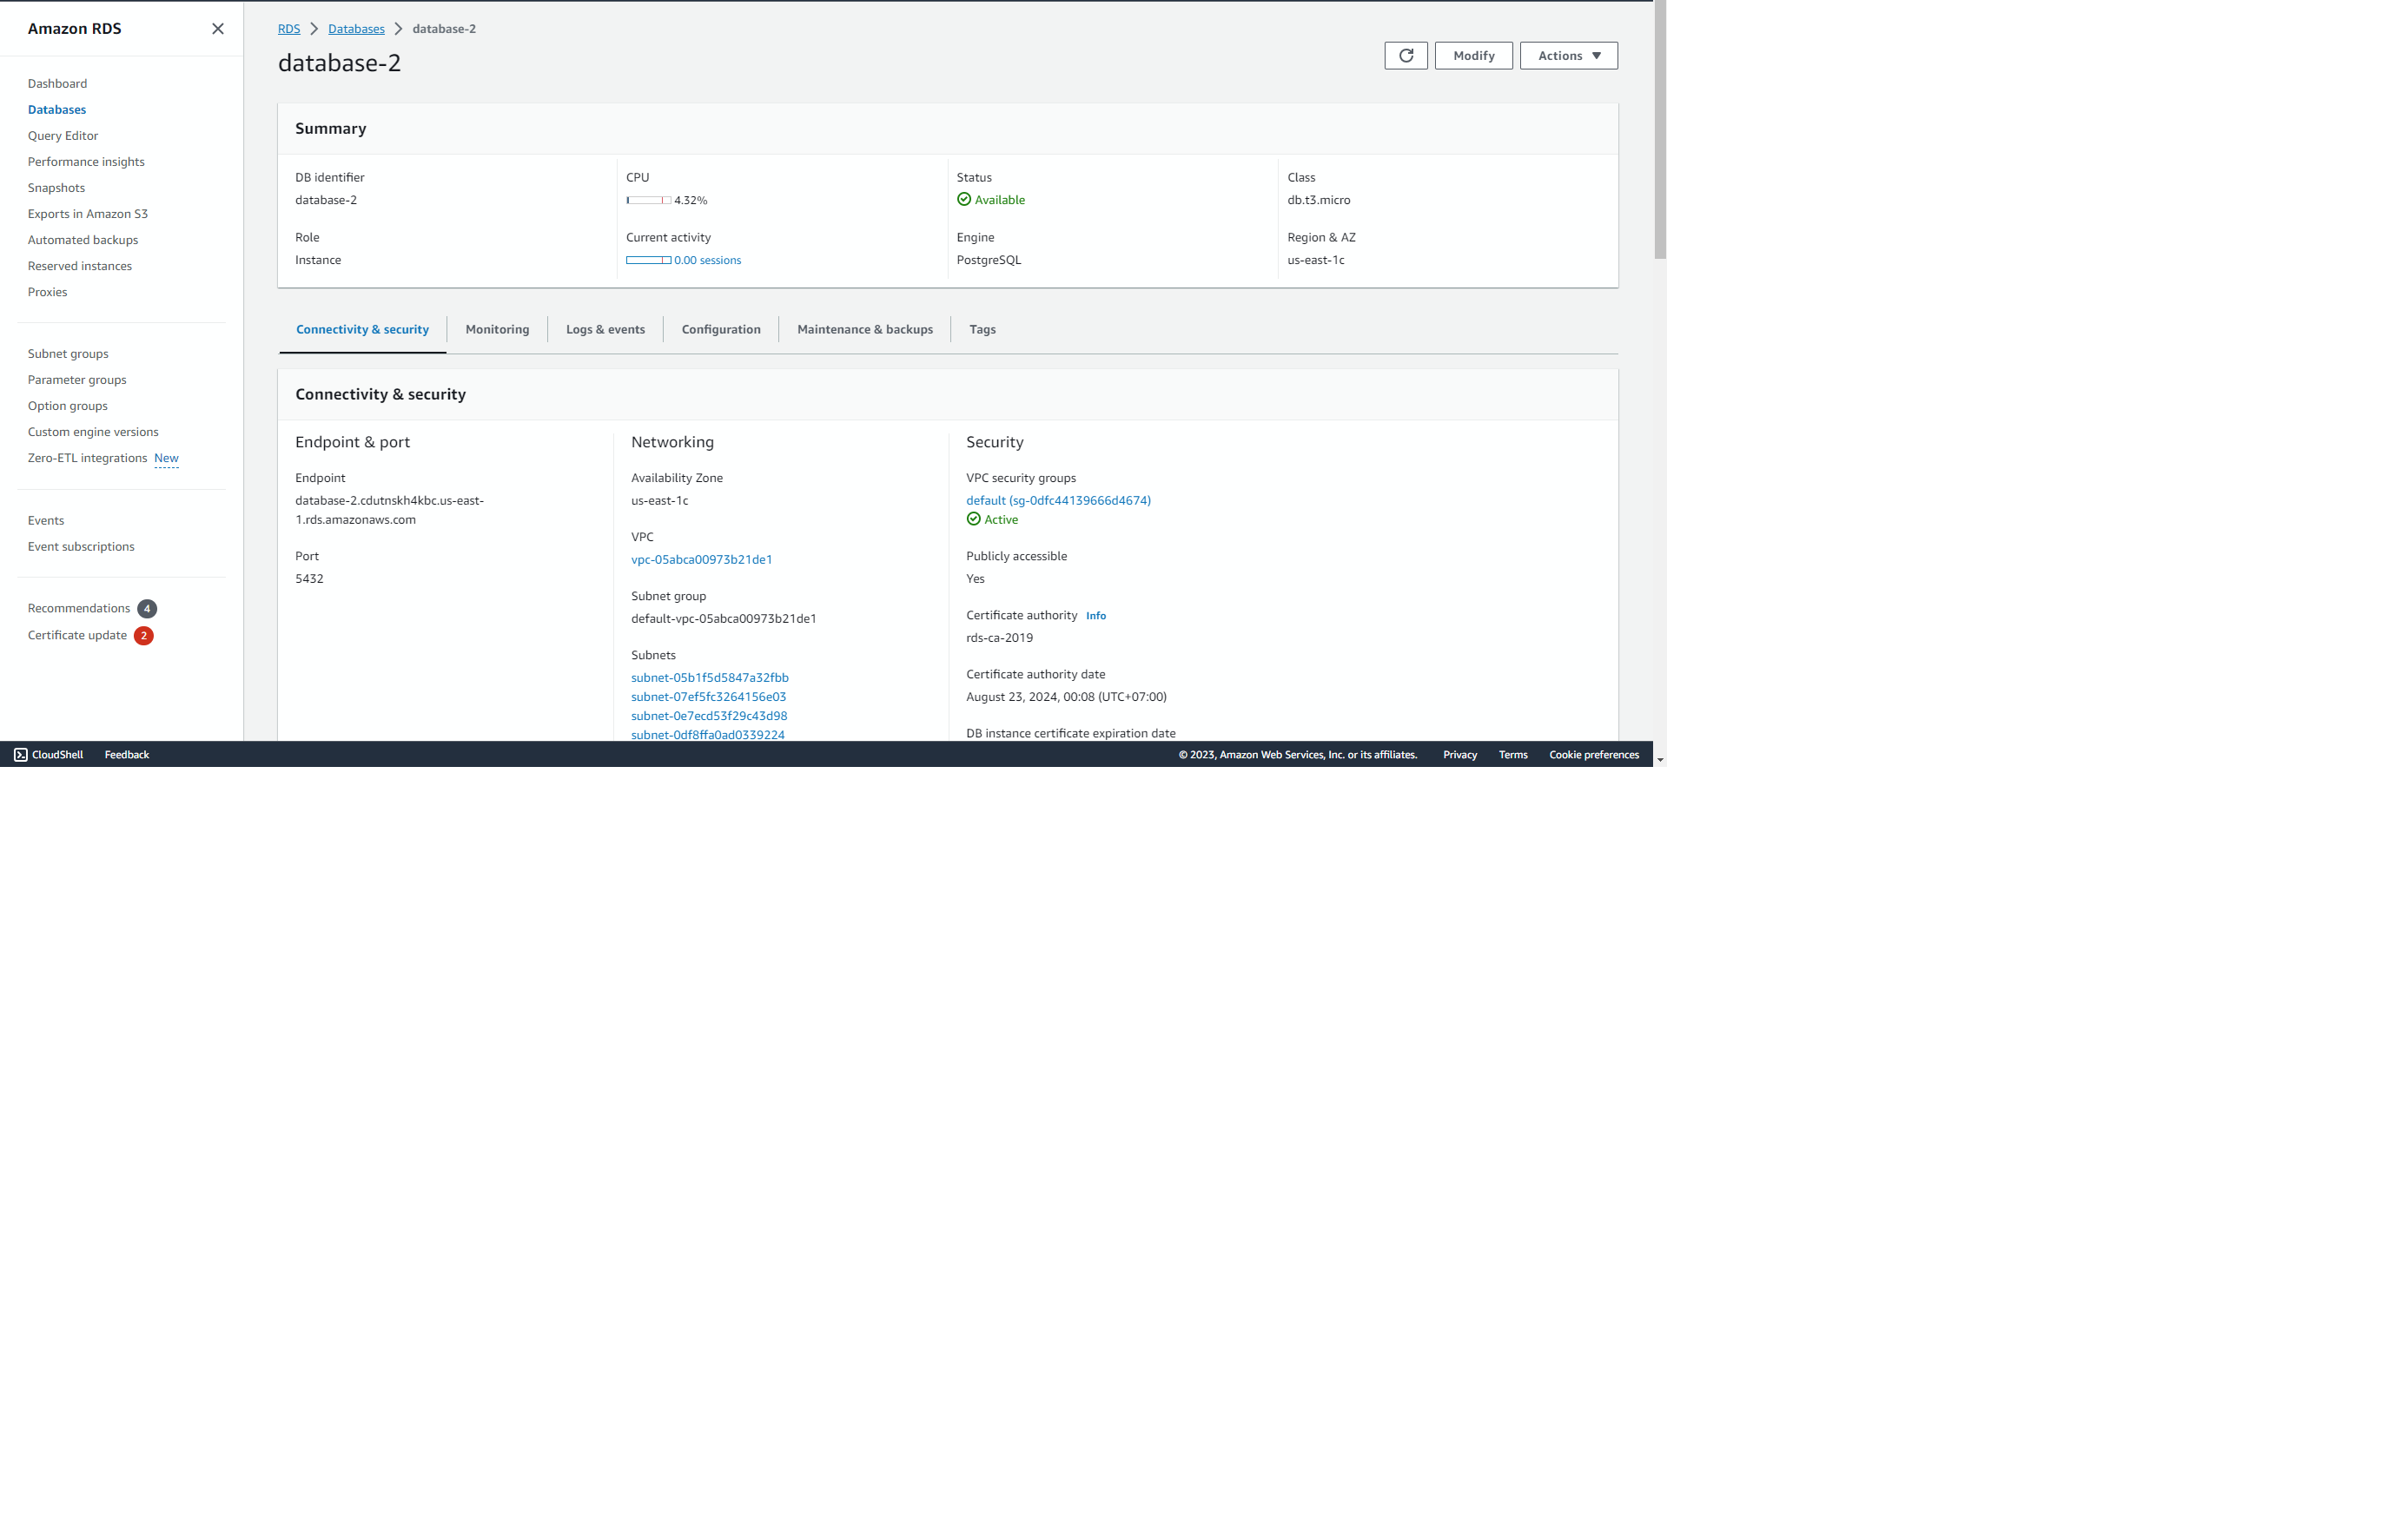 Amazon RDS
Dashboard
Databases
Query Editor
Performance insights
Snapshots
Exports in Amazon S3
Automated backups
Reserved instances
Proxies
Subnet groups
Parameter groups
Option groups
Custom engine versions
Zero-ETL integrations New
Events
Event subscriptions
Recommendations 4
Certificate update 2
RDS Databases database-2
database-2
Modify
Actions
Summary
DB identifier
database-2
CPU
4.32%
Status
Available
Class
db.t3.micro
Role
Instance
Current activity
0.00 sessions
Engine
PostgreSQL
Region & AZ
us-east-1c
Connectivity & security
Monitoring
Logs & events
Configuration
Maintenance & backups
Tags
Connectivity & security
Endpoint & port
Endpoint
database-2.cdutnskh4kbc.us-east-
1.rds.amazonaws.com
Port
5432
Networking
Availability Zone
us-east-1c
VPC
vpc-05abca00973b21de1
Subnet group
default-vpc-05abca00973b21de1
Subnets
subnet-05b1f5d5847a32fbb
subnet-07ef5fc3264156e03
subnet-0e7ecd53f29c43d98
subnet-0df8ffa0ad0339224
Security
VPC security groups
default (sg-0dfc44139666d4674)
Active
Publicly accessible
Yes
Certificate authority Info
rds-ca-2019
Certificate authority date
August 23, 2024, 00:08 (UTC+07:00)
DB instance certificate expiration date
CloudShell
Feedback
© 2023, Amazon Web Services, Inc. or its affiliates.
Privacy
Terms
Cookie preferences